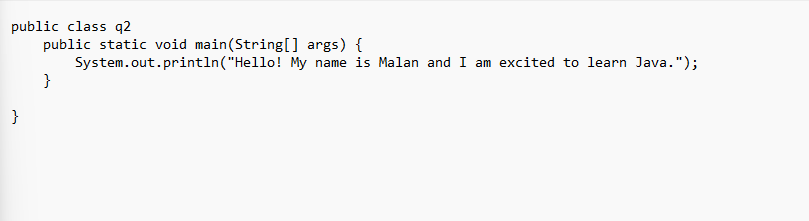 public class q2
    public static void main(String[] args) {
        System.out.println("Hello! My name is Malan and I am excited to learn Java.");
    }
}